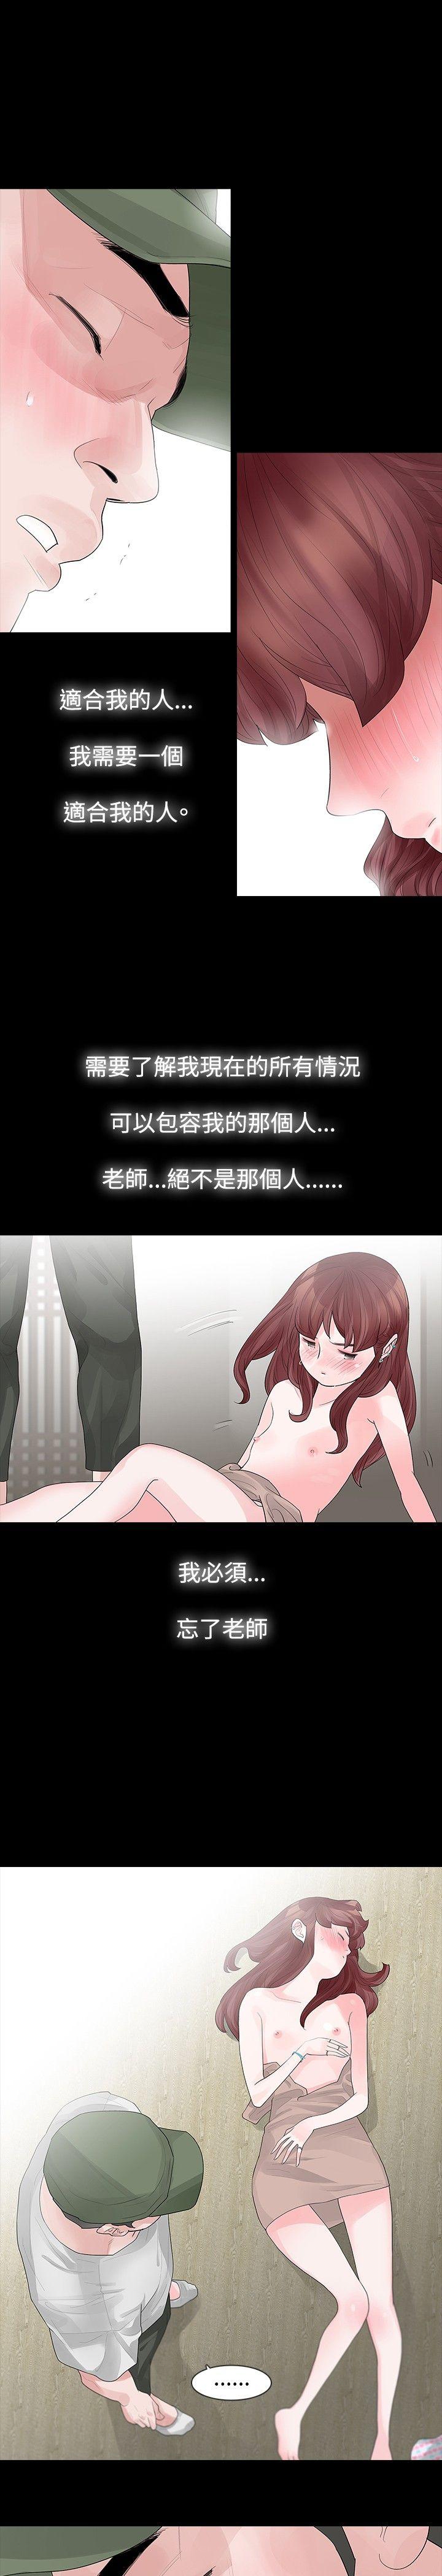 適合我的人...
我需要一個
適合我的人。
需要了解我現在的所有情況
可以包容我的那個人...
老師...絕不是那個人......
我必須...
忘了老師
......